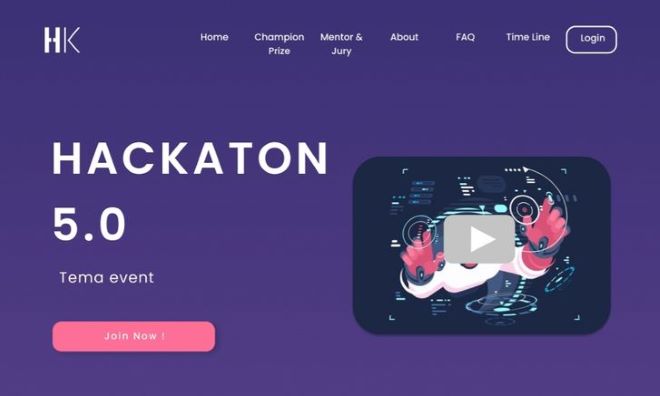 HK
Home
Champion
Prize
Mentor &
Jury
About
FAQ
Time Line
Login
HACKATON
5.0
Tema event
Join Now !